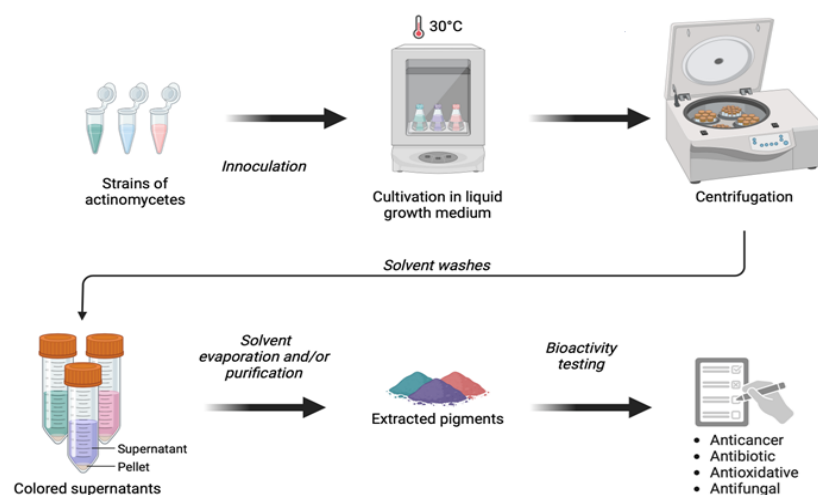 30°C
Strains of
actinomycetes
Innoculation
Cultivation in liquid
growth medium
Centrifugation
Solvent washes
Colored supernatants
Supernatant
Pellet
Solvent
evaporation and/or
purification
Extracted pigments
Bioactivity
testing
• Anticancer
• Antibiotic
• Antioxidative
• Antifungal